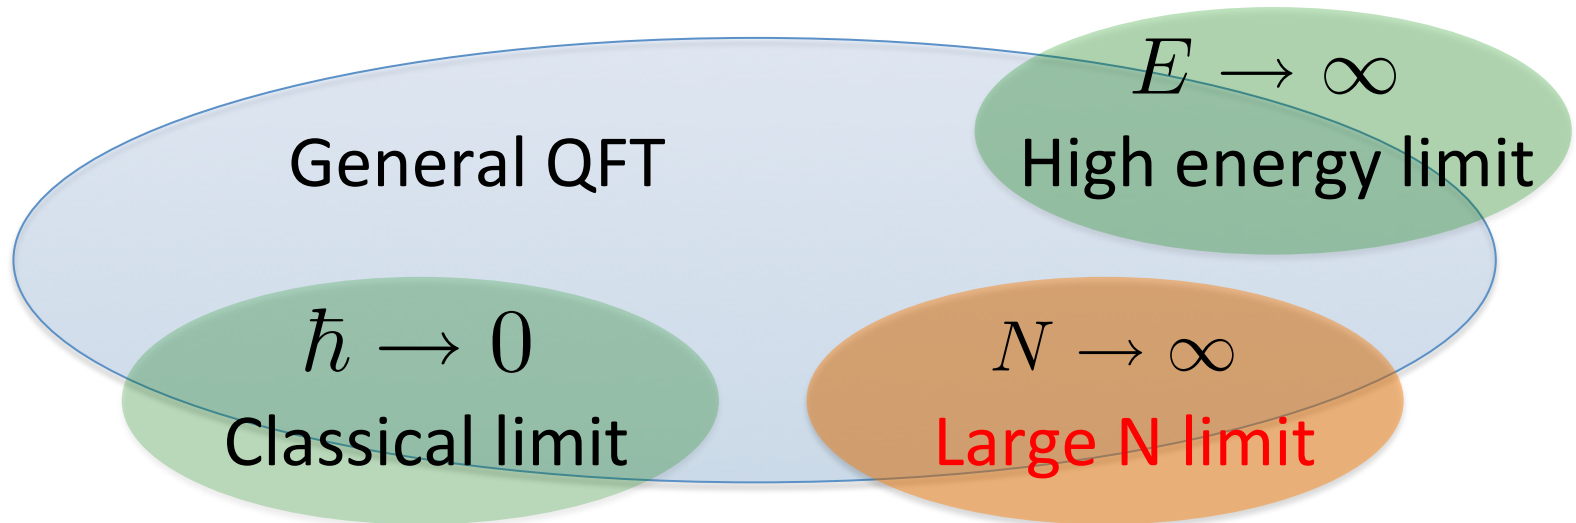 E → ∞
High energy limit
General QFT
ħ → 0
Classical limit
N → ∞
Large N limit